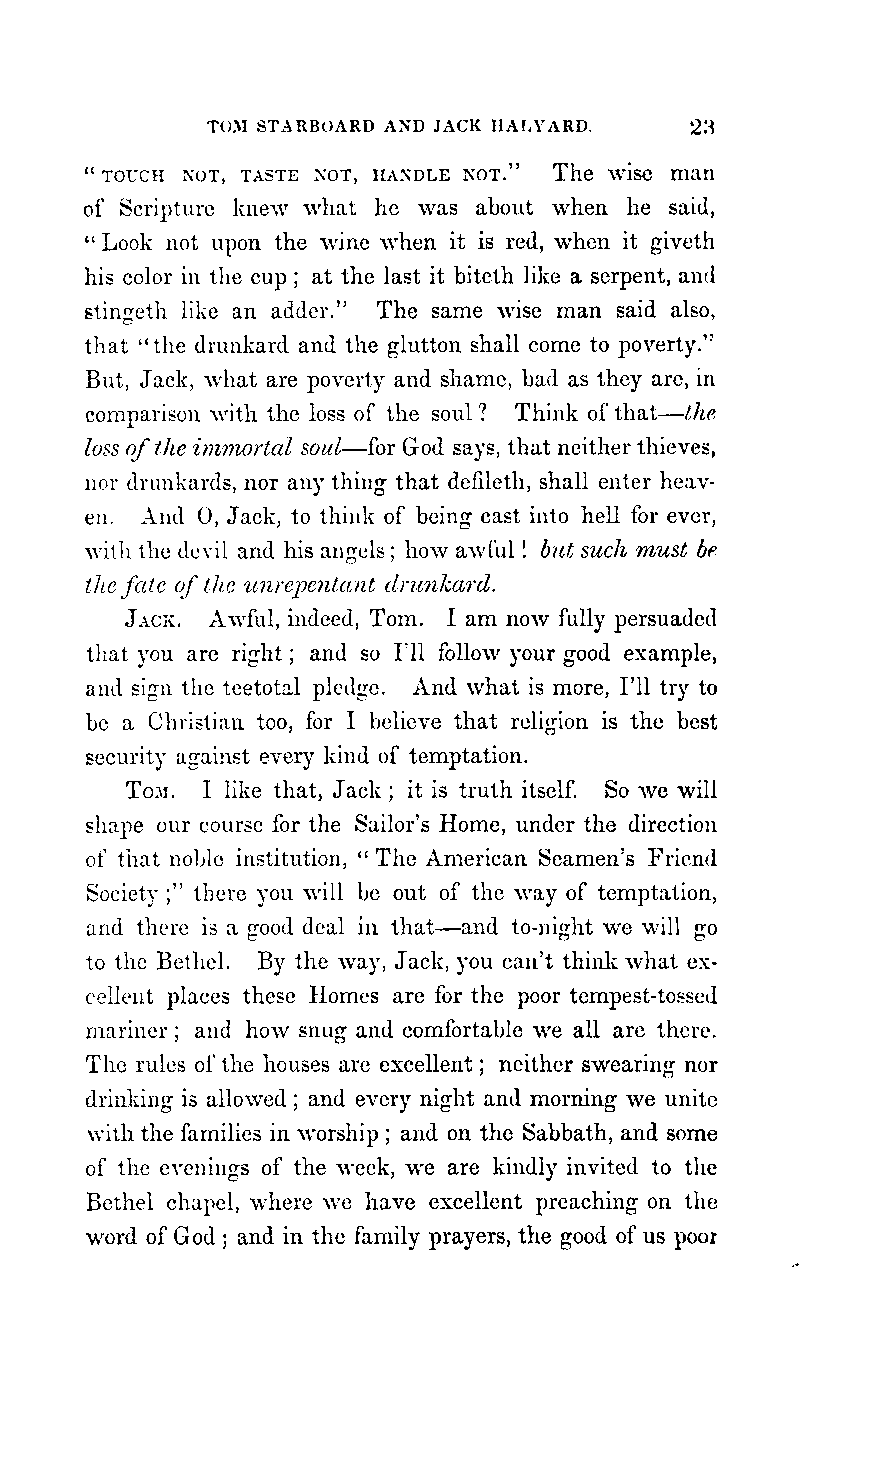 TOM STARBOARD AND JACK HALYARD. 23
"TOUCH NOT, TASTE NOT, HANDLE NOT." The wise man
of Scripture knew what he was about when he said,
"Look not upon the wine when it is red, when it giveth
his color in the cup; at the last it biteth like a serpent, and
stingeth like an adder." The same wise man said also,
that "the drunkard and the glutton shall come to poverty."
But, Jack, what are poverty and shame, bad as they are, in
comparison with the loss of the soul? Think of that—the
loss of the immortal soul—for God says, that neither thieves,
nor drunkards, nor any thing that defileth, shall enter heav-
en. And O, Jack, to think of being cast into hell for ever,
with the devil and his angels; how awful! but such must be
the fate of the unrepentant drunkard.
JACK. Awful, indeed, Tom. I am now fully persuaded
that you are right; and so I'll follow your good example,
and sign the teetotal pledge. And what is more, I'll try to
be a Christian too, for I believe that religion is the best
security against every kind of temptation.
TOM. I like that, Jack; it is truth itself. So we will
shape our course for the Sailor's Home, under the direction
of that noble institution, "The American Seamen's Friend
Society;" there you will be out of the way of temptation,
and there is a good deal in that—and to-night we will go
to the Bethel. By the way, Jack, you can't think what ex-
cellent places these Homes are for the poor tempest-tossed
mariner; and how snug and comfortable we all are there.
The rules of the houses are excellent; neither swearing nor
drinking is allowed; and every night and morning we unite
with the families in worship; and on the Sabbath, and some
of the evenings of the week, we are kindly invited to the
Bethel chapel, where we have excellent preaching on the
word of God; and in the family prayers, the good of us poor